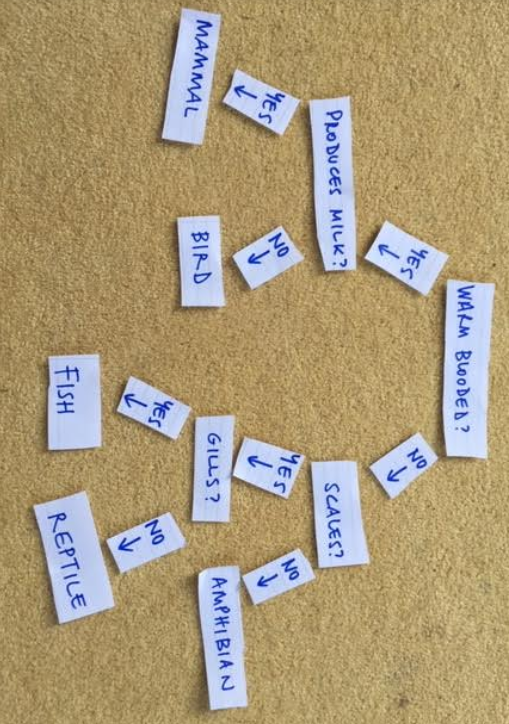 WARM BLOODED?
YES
NO
PRODUCES MILK?
SCALES?
YES
NO
YES
NO
MAMMAL
BIRD
GILLS?
AMPHIBIAN
YES
NO
FISH
REPTILE